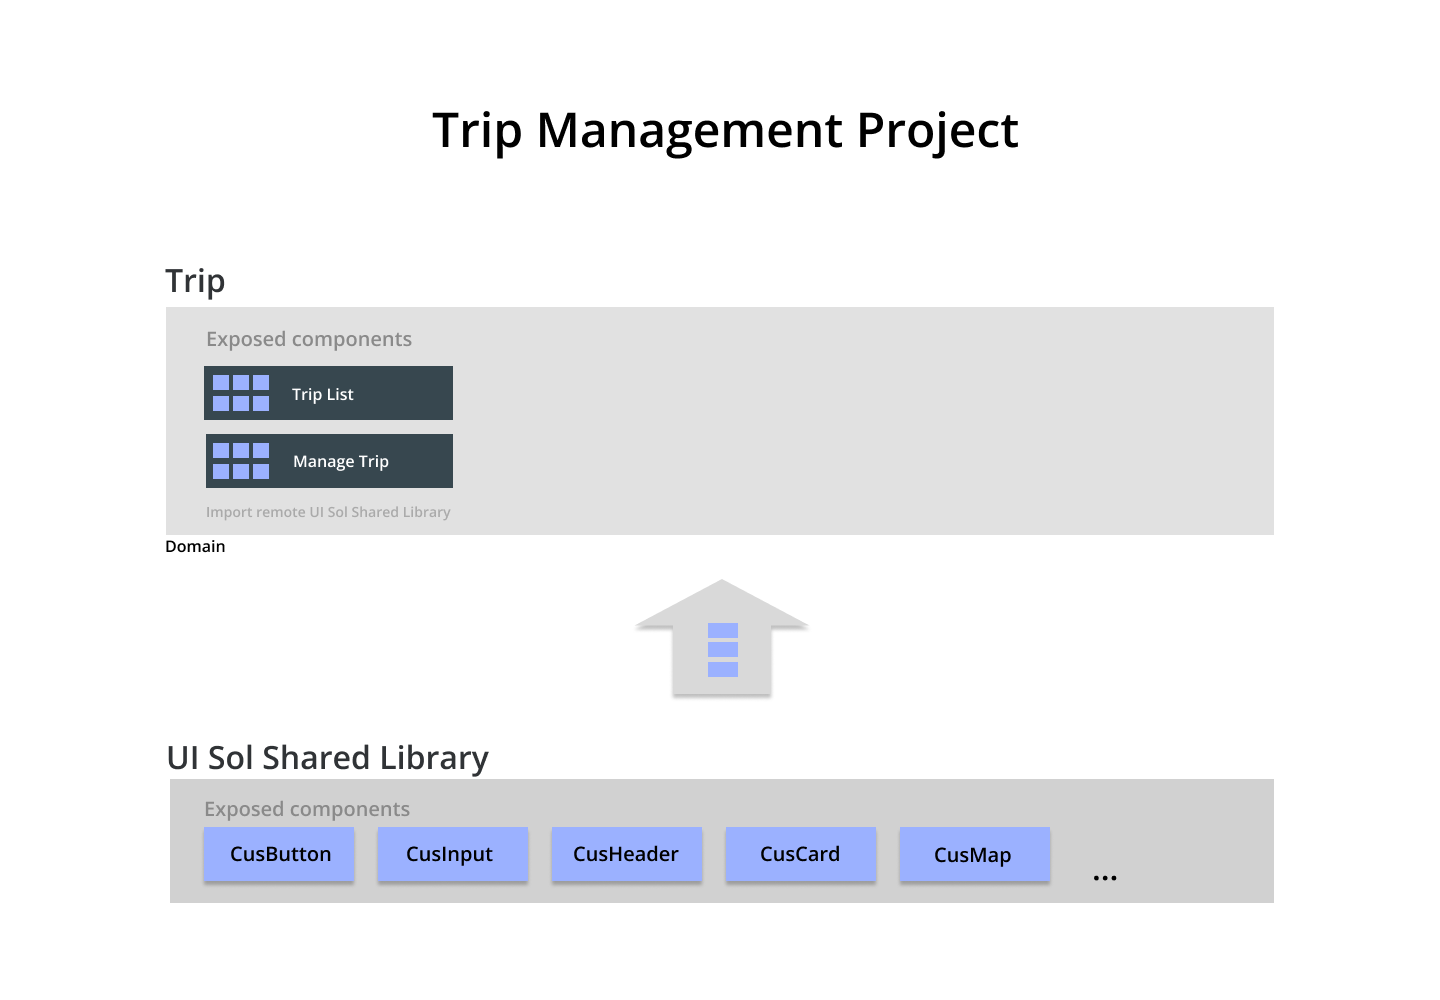 Trip Management Project
Trip
Exposed components
Trip List
Manage Trip
Import remote UI Sol Shared Library
Domain
UI Sol Shared Library
Exposed components
CusButton CusInput CusHeader CusCard CusMap ...